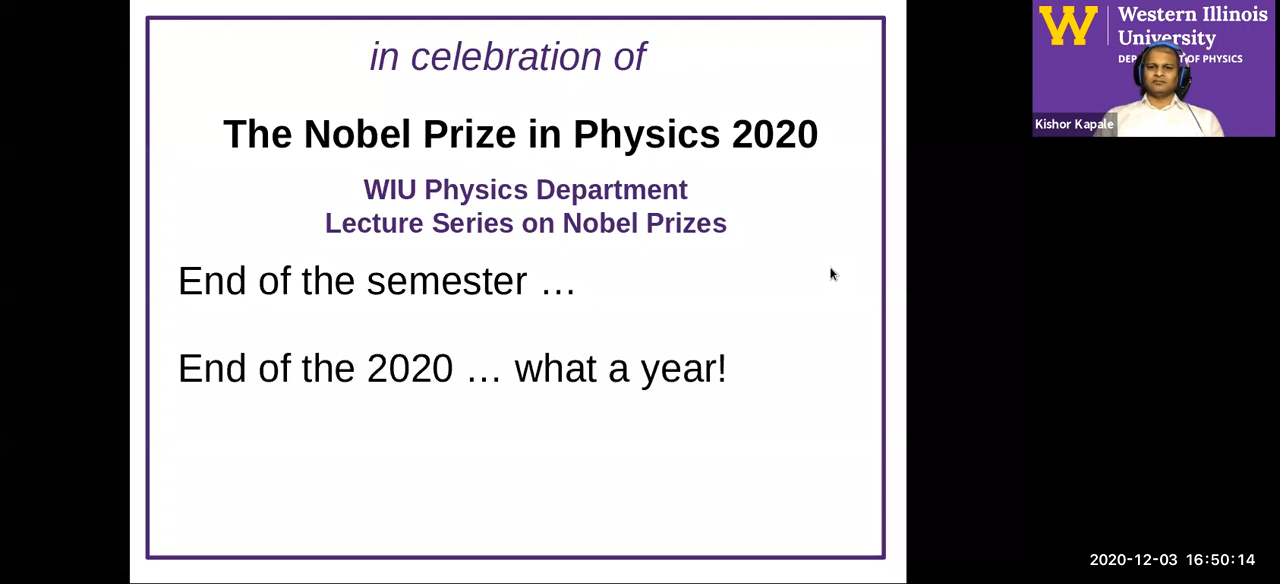 in celebration of
The Nobel Prize in Physics 2020
WIU Physics Department
Lecture Series on Nobel Prizes
End of the semester …
End of the 2020 … what a year!
W
Western Illinois
University
OF PHYSICS
Kishor Kapale
2020-12-03 16:50:14